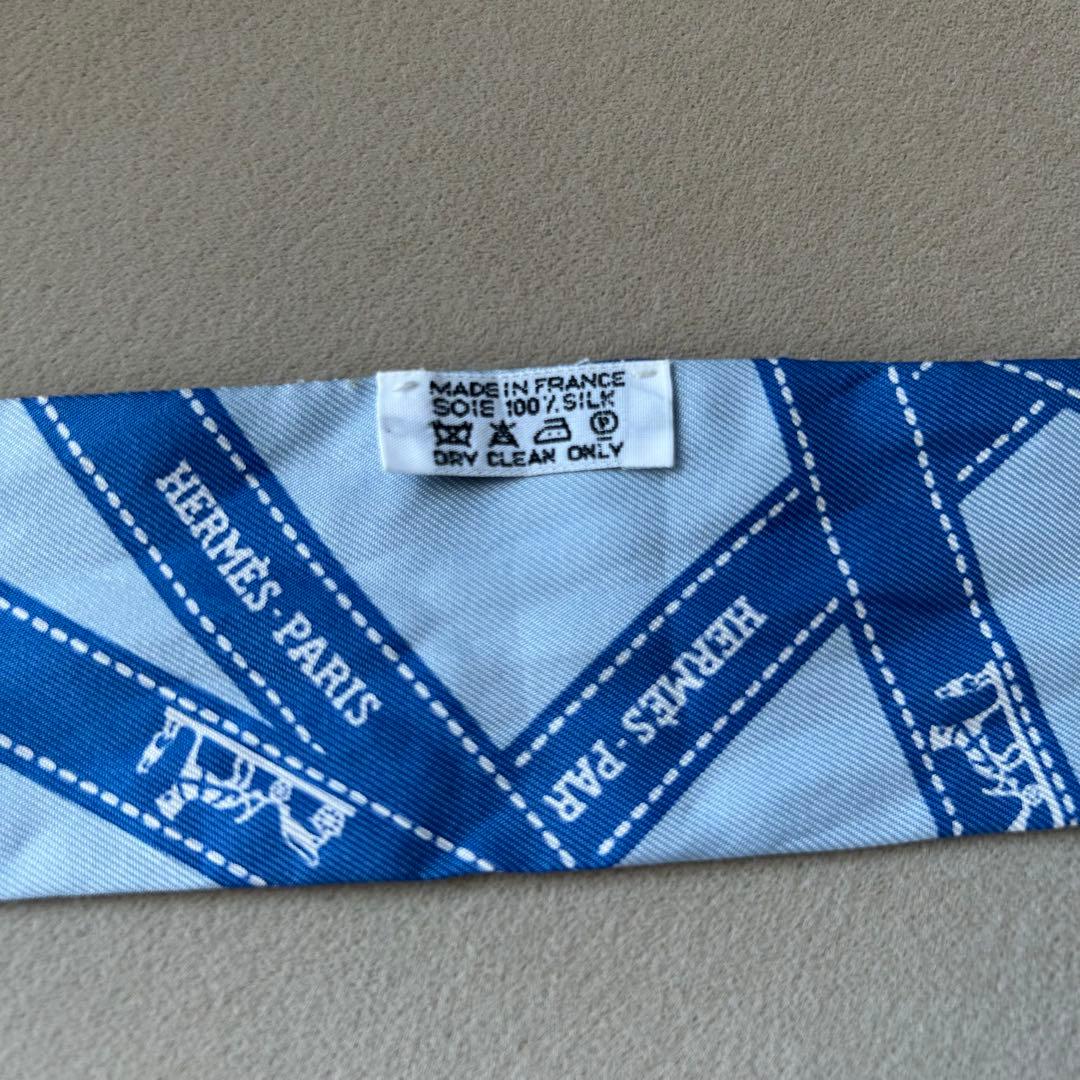 MADE IN FRANCE
SOIE 100% SILK
P
DRY CLEAN ONLY
HERMÈS·PARIS
HERMÈS·PAR